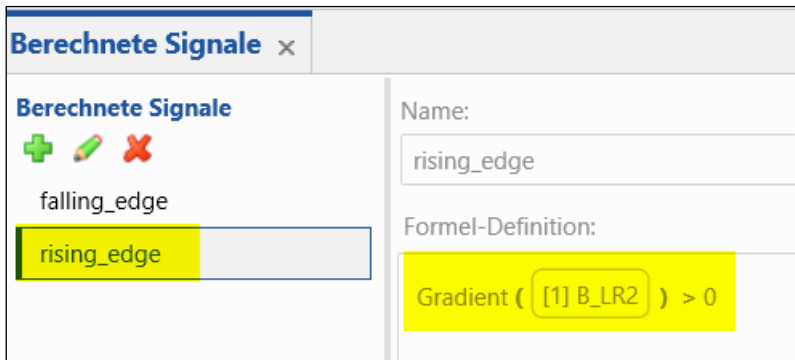 Berechnete Signale ×
Berechnete Signale
falling_edge
rising_edge
Name:
rising_edge
Formel-Definition:
Gradient ( [1] B_LR2 ) > 0